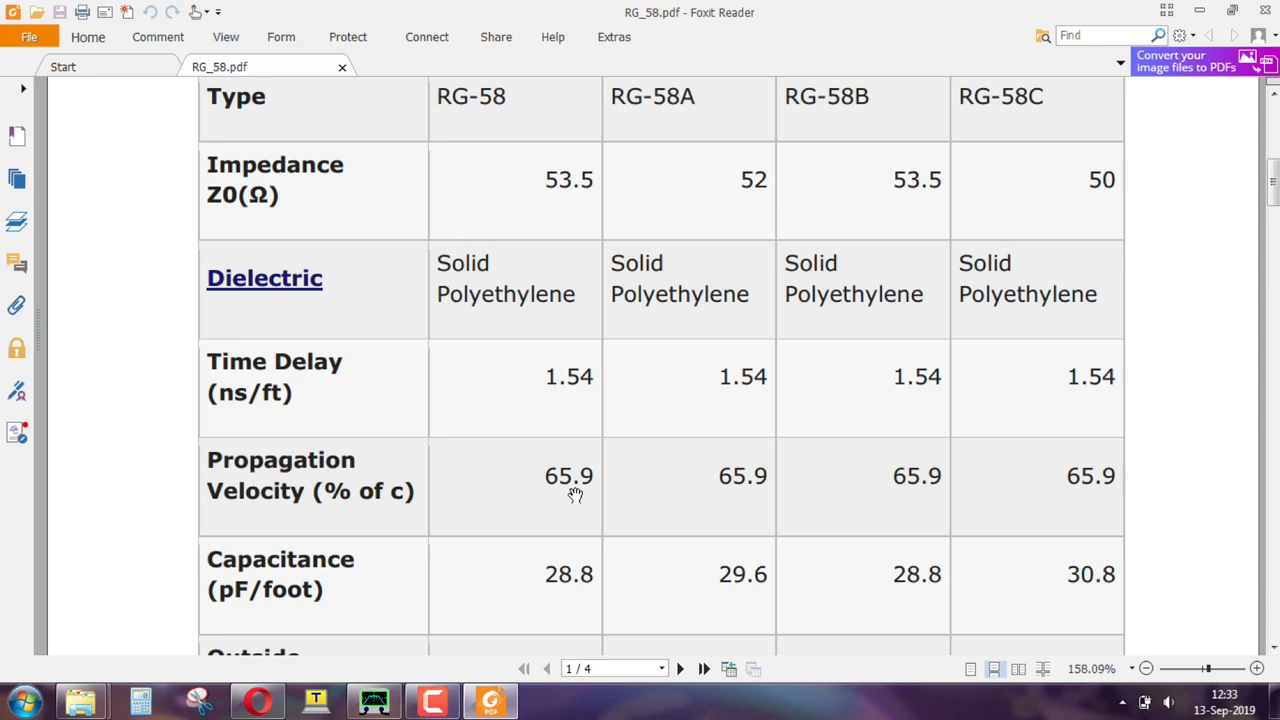 RG_58.pdf - Foxit Reader
File Home Comment View Form Protect Connect Share Help Extras Find
Start RG_58.pdf
Convert your
image files to PDFs
Type RG-58 RG-58A RG-58B RG-58C
Impedance
Z0(Ω) 53.5 52 53.5 50
Dielectric Solid Polyethylene Solid Polyethylene Solid Polyethylene Solid Polyethylene
Time Delay
(ns/ft) 1.54 1.54 1.54 1.54
Propagation
Velocity (% of c) 65.9 65.9 65.9 65.9
Capacitance
(pF/foot) 28.8 29.6 28.8 30.8
Outside
1 / 4 158.09%
12:33
13-Sep-2019